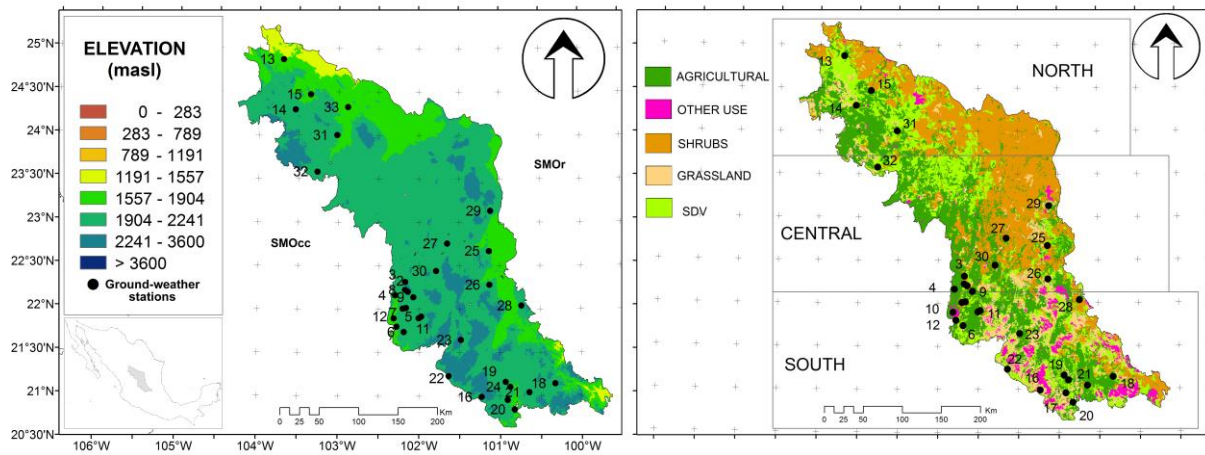 25°N
24°30'N
24°N
23°30'N
23°N
22°30'N
22°N
21°30'N
21°N
20°30'N
106°W
105°W
104°W
103°W
102°W
101°W
100°W
ELEVATION
(masl)
0 - 283
283 - 789
789 - 1191
1191 - 1557
1557 - 1904
1904 - 2241
2241 - 3600
> 3600
Ground-weather
stations
SMOr
SMOcc
13
15
14
33
31
32
29
27
25
30
3
8
4
9
26
28
7
5
11
6
23
22
19
24
18
16
21
20
0 25 50 100 150 200
Km
AGRICULTURAL
OTHER USE
SHRUBS
GRASSLAND
SDV
NORTH
CENTRAL
SOUTH
13
15
14
31
32
29
27
25
30
3
26
4
9
28
10
11
12
6
23
22
19
16
21
18
17
20
0 25 50 100 150 200
Km